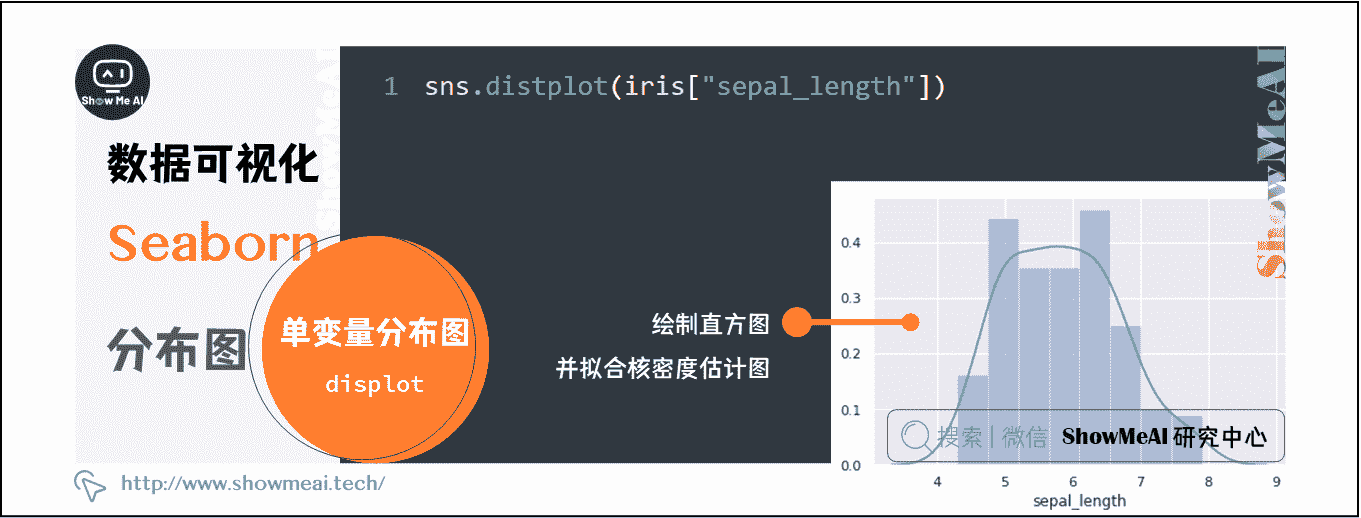 Show Me AI
数据可视化
Seaborn
分布图
单变量分布图
displot
http://www.showmeai.tech/
ShowMeAI
1 sns.distplot(iris["sepal_length"])
绘制直方图
并拟合核密度估计图
ShowMeAI
0.4
0.3
0.2
0.1
0.0
4 5 6 7 8 9
sepal_length
搜索 | 微信 ShowMeAI 研究中心